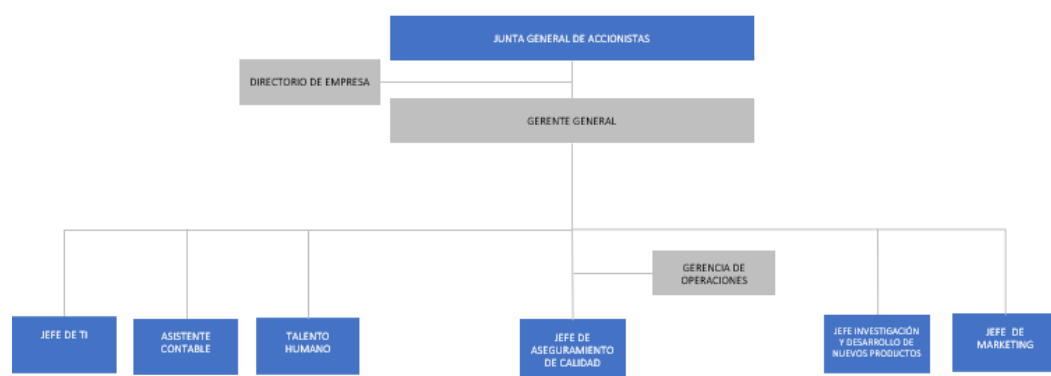 JUNTA GENERAL DE ACCIONISTAS
DIRECTORIO DE EMPRESA
GERENTE GENERAL
GERENCIA DE
OPERACIONES
JEFE DE TI
ASISTENTE
CONTABLE
TALENTO
HUMANO
JEFE DE
ASEGURAMIENTO
DE CALIDAD
JEFE INVESTIGACIÓN
Y DESARROLLO DE
NUEVOS PRODUCTOS
JEFE DE
MARKETING